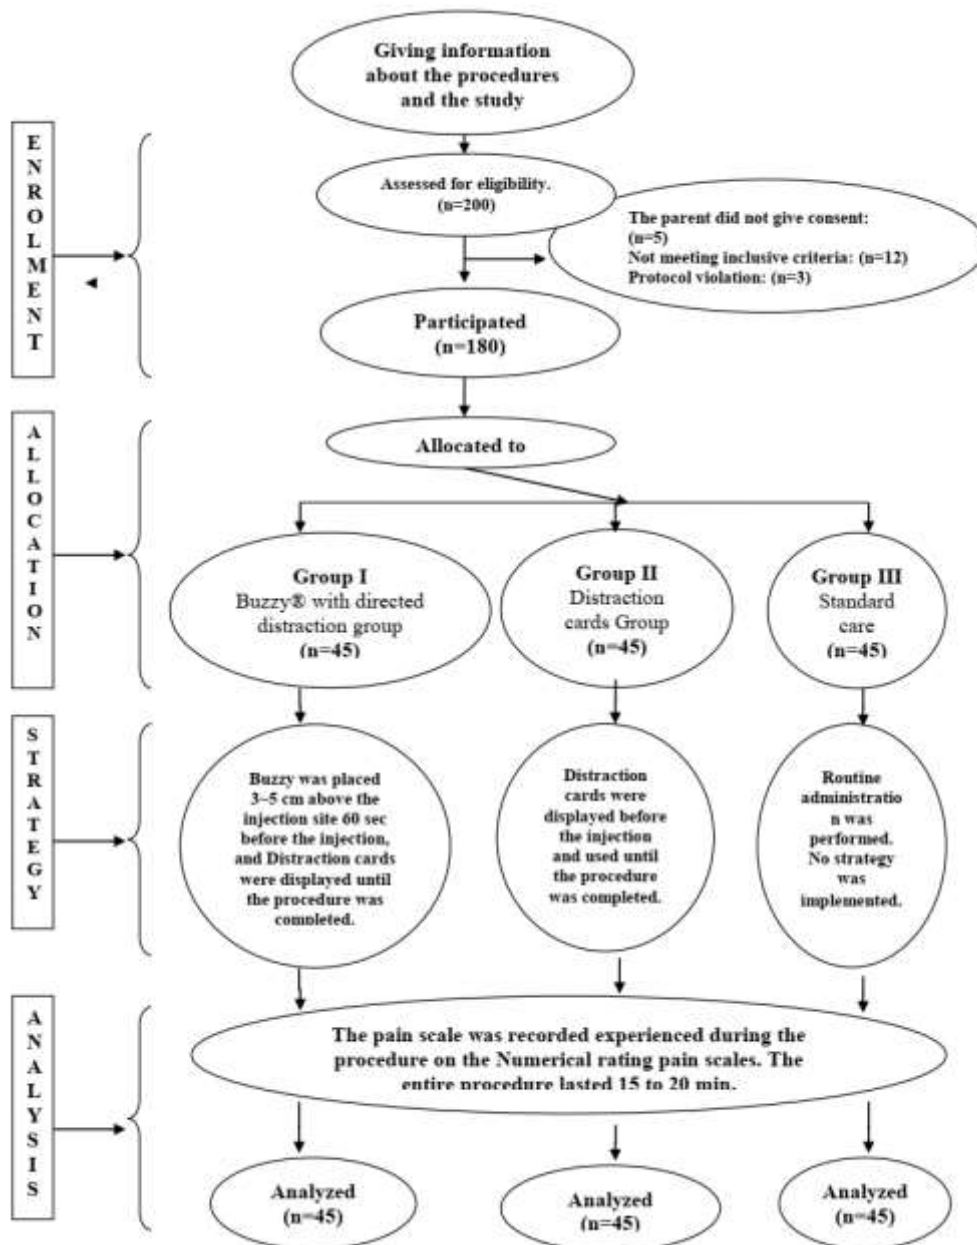 Giving information
about the procedures
and the study
ENROLMENT
Assessed for eligibility.
(n=200)
The parent did not give consent:
(n=5)
Not meeting inclusive criteria: (n=12)
Protocol violation: (n=3)
Participated
(n=180)
ALLOCATION
Allocated to
Group I
Buzzy® with directed
distraction group
(n=45)
Group II
Distraction
cards Group
(n=45)
Group III
Standard
care
(n=45)
STRATEGY
Buzzy was placed
3–5 cm above the
injection site 60 sec
before the injection,
and Distraction cards
were displayed until
the procedure was
completed.
Distraction
cards were
displayed before
the injection
and used until
the procedure
was completed.
Routine
administratio
n was
performed.
No strategy
was
implemented.
ANALYSIS
The pain scale was recorded experienced during the
procedure on the Numerical rating pain scales. The
entire procedure lasted 15 to 20 min.
Analyzed
(n=45)
Analyzed
(n=45)
Analyzed
(n=45)